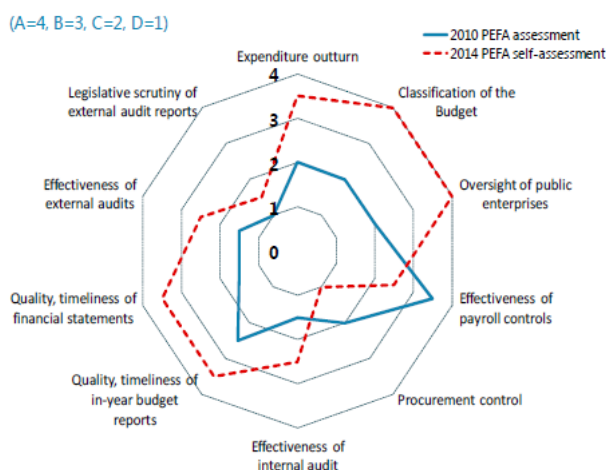 (A=4, B=3, C=2, D=1)
2010 PEFA assessment
2014 PEFA self-assessment
Expenditure outturn
4
Classification of the
Budget
Legislative scrutiny of
external audit reports
3
2
Oversight of public
enterprises
Effectiveness of
external audits
1
0
Effectiveness of
payroll controls
Quality, timeliness of
financial statements
Procurement control
Quality, timeliness of
in-year budget
reports
Effectiveness of
internal audit